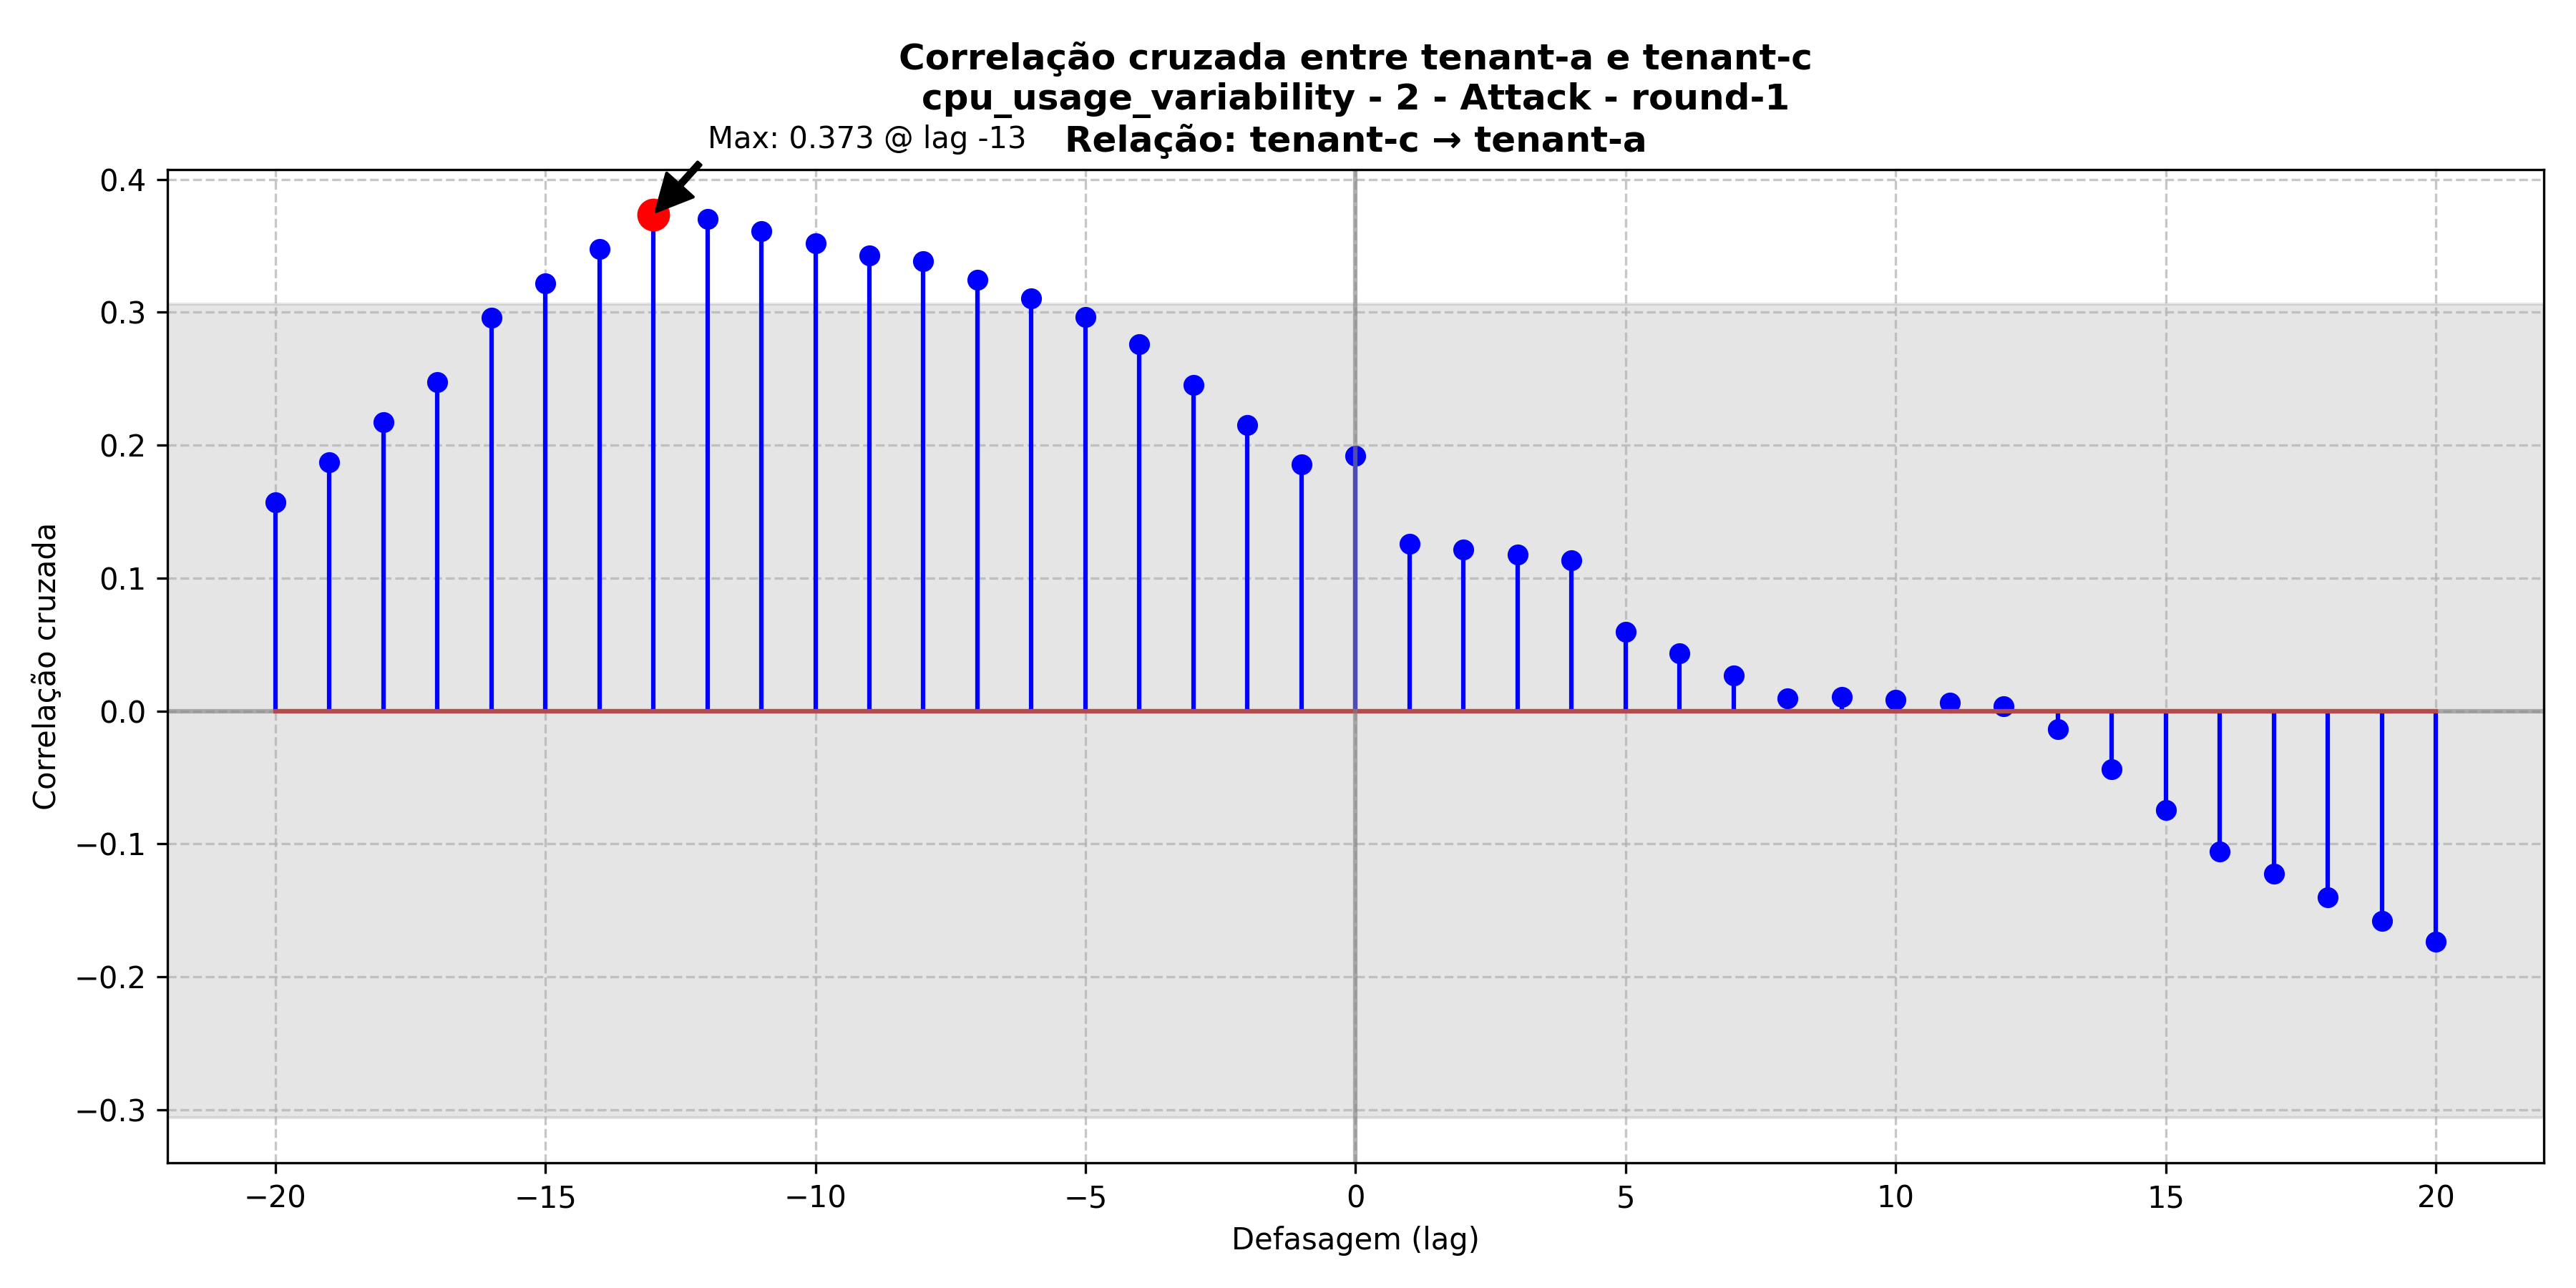 Correlação cruzada entre tenant-a e tenant-c
cpu_usage_variability - 2 - Attack - round-1
Relação: tenant-c → tenant-a
Max: 0.373 @ lag -13
Correlação cruzada
0.4
0.3
0.2
0.1
0.0
−0.1
−0.2
−0.3
−20 −15 −10 −5 0 5 10 15 20
Defasagem (lag)